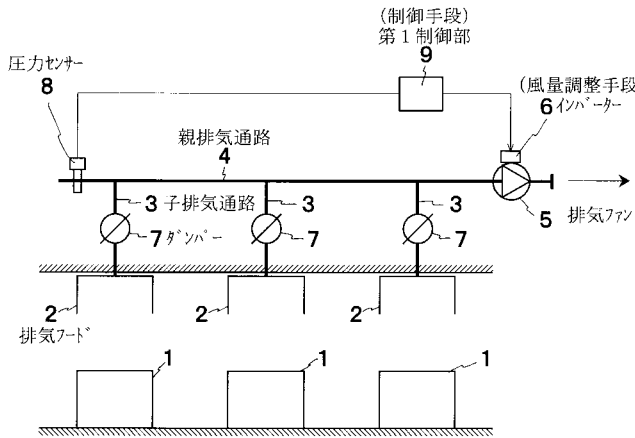 (制御手段)
第1制御部
9
圧力センサー
8
(風量調整手段
6 インバーター
親排気通路
4
3 子排気通路 3 3
5
排気ファン
7 ダンパー 7 7
2 2 2
排気フード
1 1 1